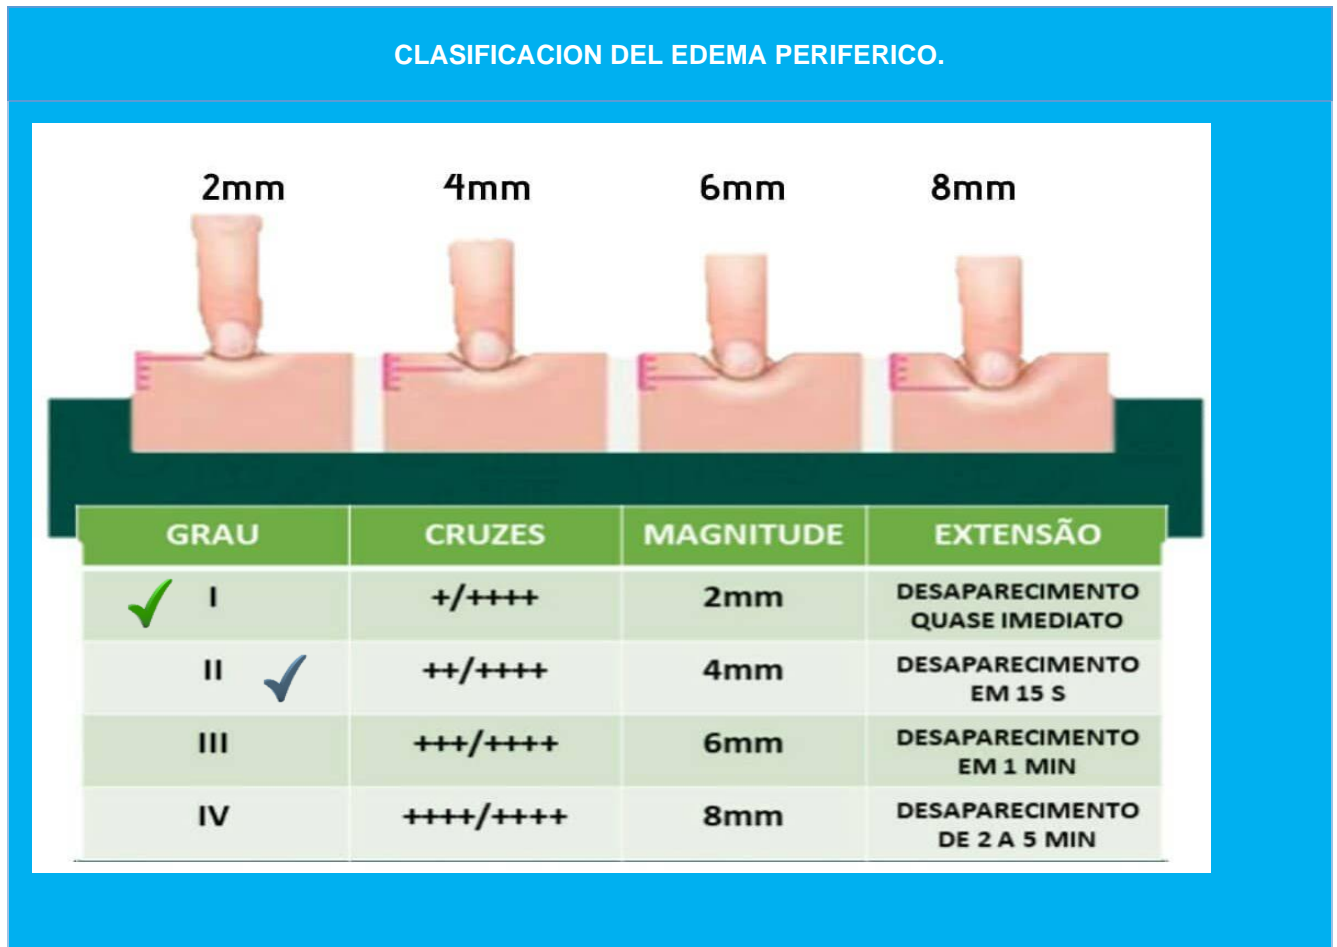 CLASIFICACION DEL EDEMA PERIFERICO.
2mm 4mm 6mm 8mm
GRAU CRUZES MAGNITUDE EXTENSÃO
I +/++++ 2mm DESAPARECIMENTO
QUASE IMEDIATO
II ++/++++ 4mm DESAPARECIMENTO
EM 15 S
III +++/++++ 6mm DESAPARECIMENTO
EM 1 MIN
IV ++++/++++ 8mm DESAPARECIMENTO
DE 2 A 5 MIN